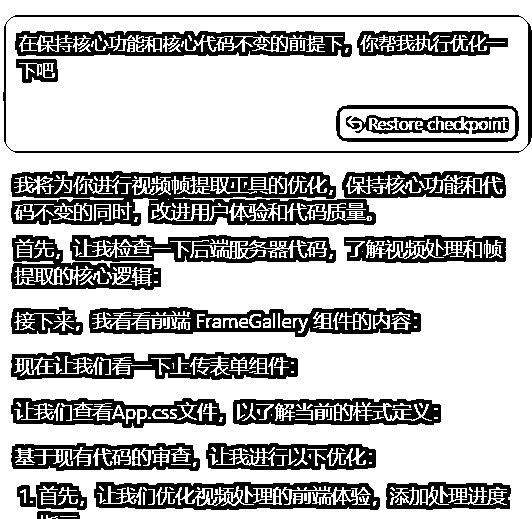 在保持核心功能和核心代码不变的前提下，你帮我执行优化一
下吧
Restore checkpoint
我将为你进行视频帧提取工具的优化，保持核心功能和代
码不变的同时，改进用户体验和代码质量。
首先，让我检查一下后端服务器代码，了解视频处理和帧
提取的核心逻辑：
接下来，我看看前端 FrameGallery 组件的内容：
现在让我们看一下上传表单组件：
让我们查看App.css文件，以了解当前的样式定义：
基于现有代码的审查，让我进行以下优化：
1. 首先，让我们优化视频处理的前端体验，添加处理进度